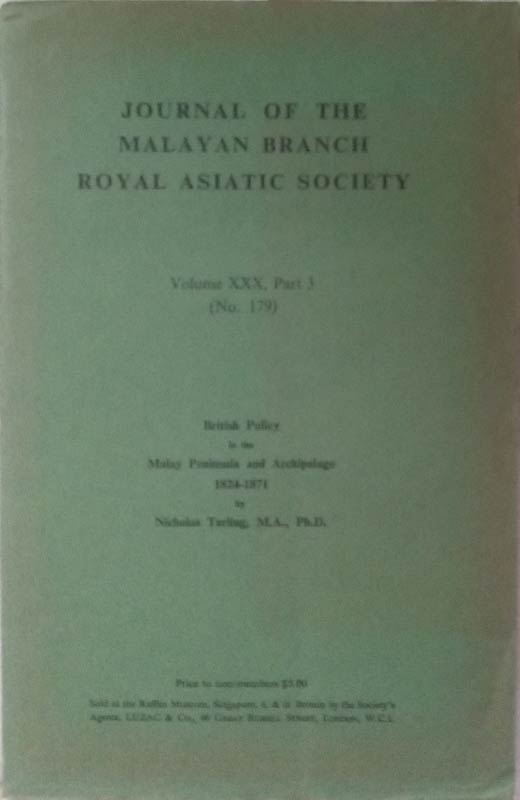 JOURNAL OF THE
MALAYAN BRANCH
ROYAL ASIATIC SOCIETY
Volume XXX, Part 3
(No. 179)
British Policy
in the
Malay Peninsula and Archipelago
1824-1871
by
Nicholas Tarling, M.A., Ph.D.
Price to non-members $5.00
Sold at the Raffles Museum, Singapore, 6, & in Britain by the Society's
Agents, LUZAC & Co., 46 Great Russell Street, London, W.C.1.